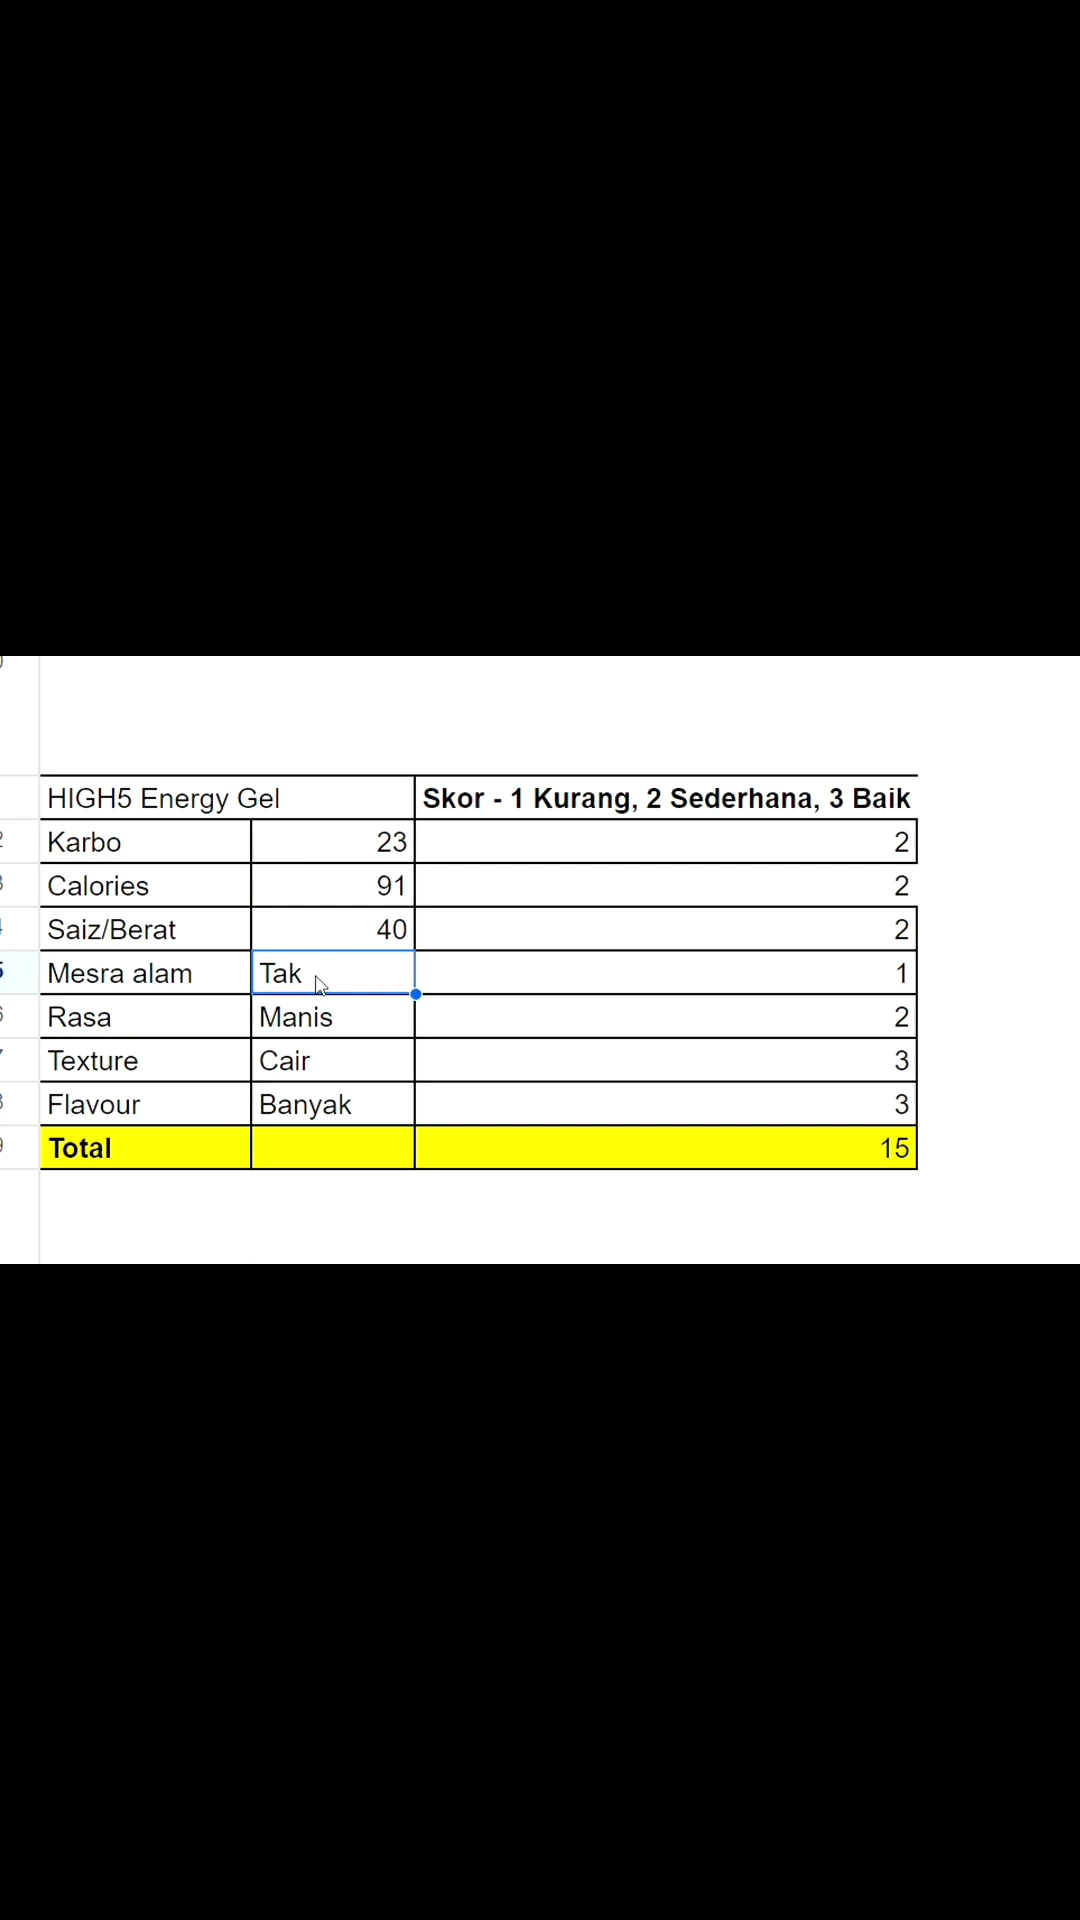 HIGH5 Energy Gel Skor - 1 Kurang, 2 Sederhana, 3 Baik
Karbo 23 2
Calories 91 2
Saiz/Berat 40 2
Mesra alam Tak 1
Rasa Manis 2
Texture Cair 3
Flavour Banyak 3
Total 15